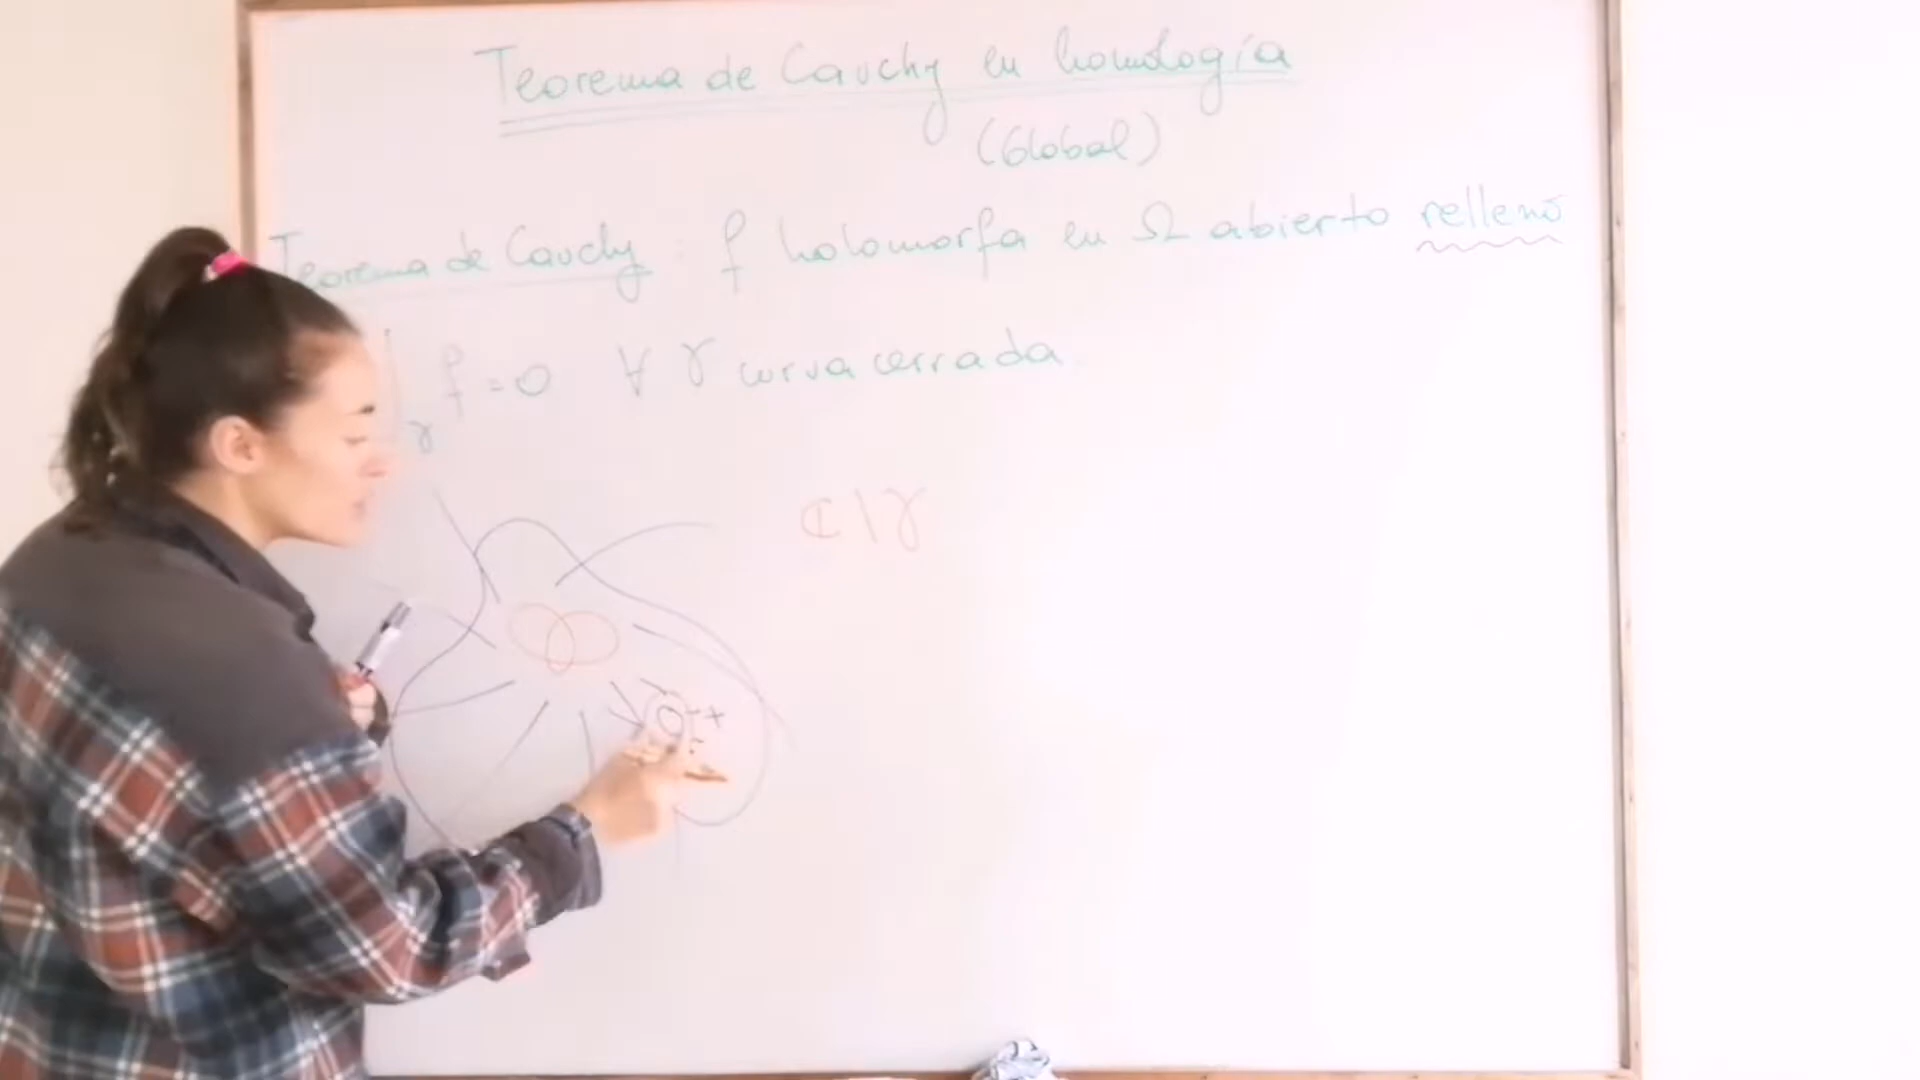 Teorema de Cauchy en homología
(Global)
Teorema de Cauchy : f holomorfa en Ω abierto relleno
∫γ f = 0 ∀ γ curva cerrada
ℂ \ γ